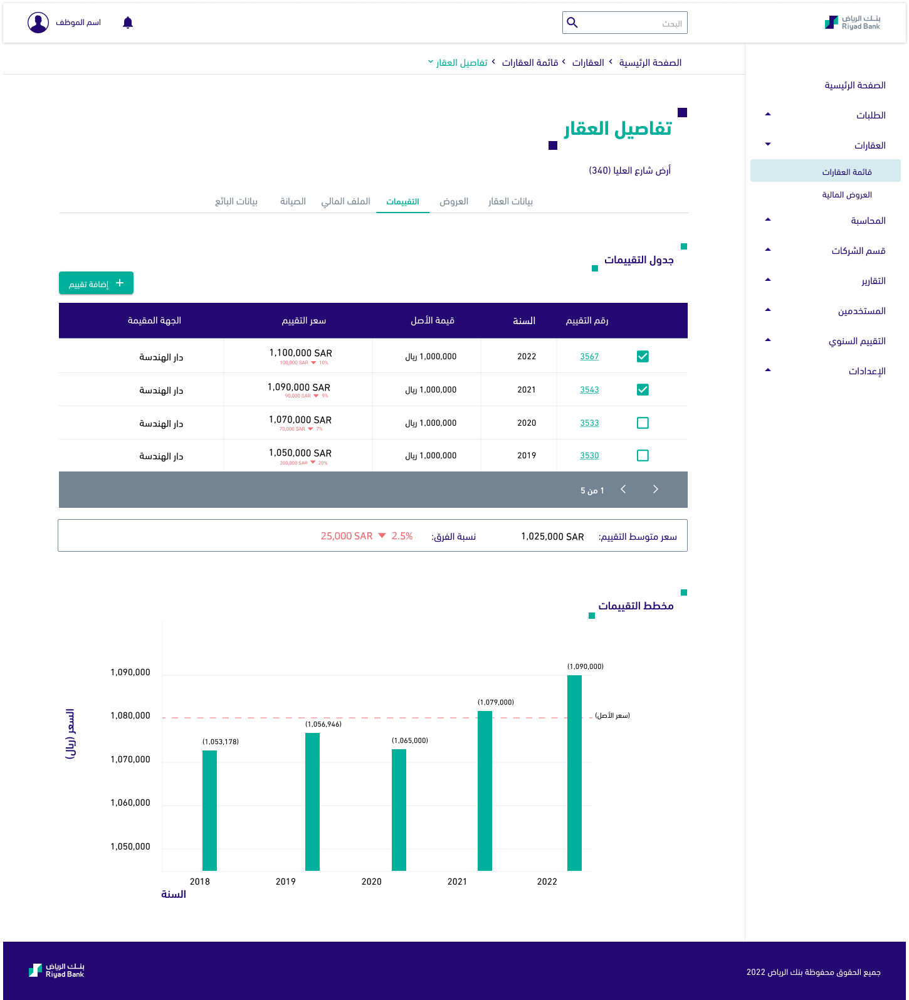 بنك الرياض
Riyad Bank
البحث
اسم الموظف
الصفحة الرئيسية
الطلبات
العقارات
قائمة العقارات
العروض المالية
المحاسبة
قسم الشركات
التقارير
المستخدمين
التقييم السنوي
الإعدادات
الصفحة الرئيسية > العقارات > قائمة العقارات > تفاصيل العقار
تفاصيل العقار
أرض شارع العليا (340)
بيانات العقار العروض التقييمات الملف المالي الصيانة بيانات البائع
جدول التقييمات
إضافة تقييم +
رقم التقييم السنة قيمة الأصل سعر التقييم الجهة المقيمة
3567 2022 1,000,000 ريال 1,100,000 SAR دار الهندسة
100,000 SAR ▼ 10%
3543 2021 1,000,000 ريال 1,090,000 SAR دار الهندسة
90,000 SAR ▼ 9%
3533 2020 1,000,000 ريال 1,070,000 SAR دار الهندسة
70,000 SAR ▼ 7%
3530 2019 1,000,000 ريال 1,050,000 SAR دار الهندسة
200,000 SAR ▼ 20%
1 من 5
سعر متوسط التقييم: 1,025,000 SAR نسبة الفرق: 25,000 SAR ▼ 2.5%
مخطط التقييمات
السعر (ريال)
1,090,000
1,080,000
1,070,000
1,060,000
1,050,000
(1,053,178)
(1,056,946)
(1,065,000)
(1,079,000)
(1,090,000)
(سعر الأصل)
2018 2019 2020 2021 2022
السنة
جميع الحقوق محفوظة بنك الرياض 2022
بنك الرياض
Riyad Bank